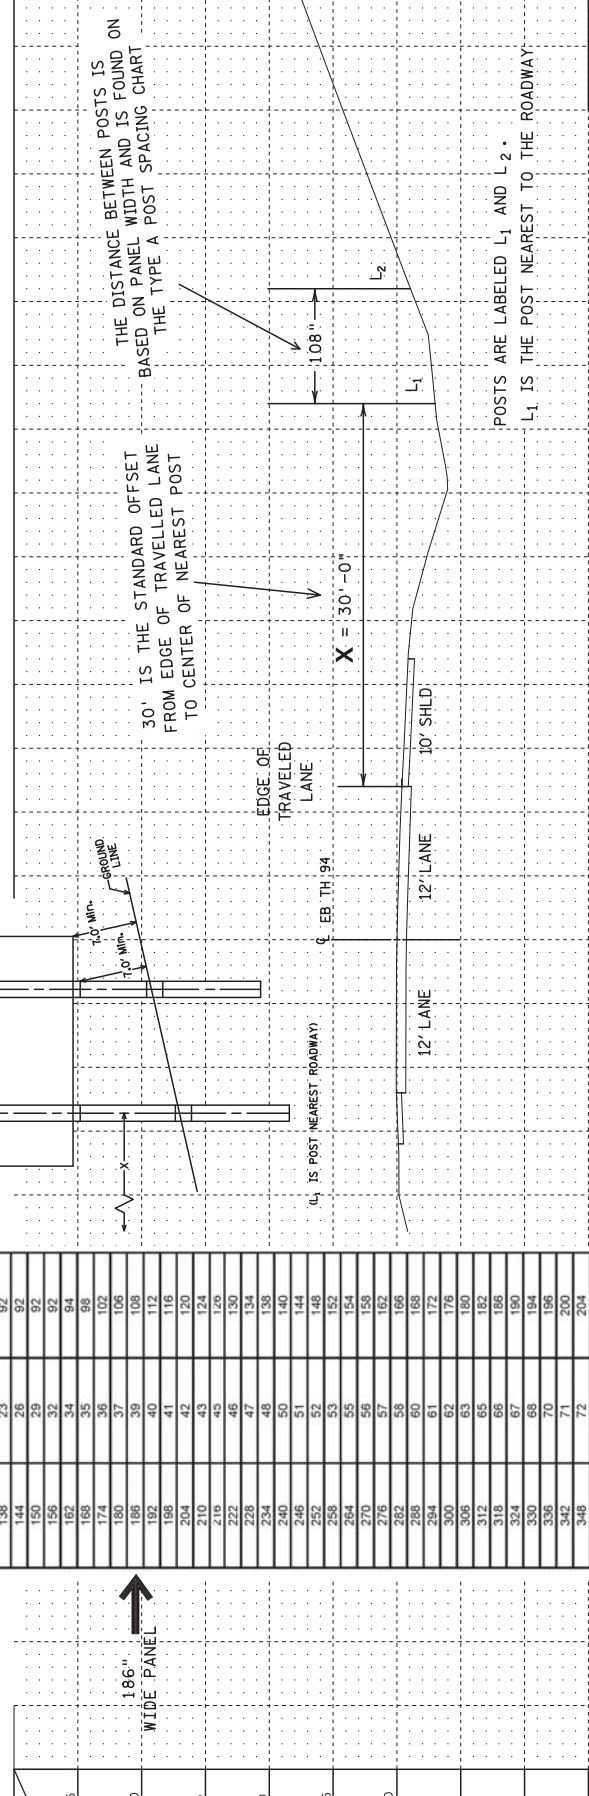 THE DISTANCE BETWEEN POSTS IS
BASED ON PANEL WIDTH AND IS FOUND ON
THE TYPE A POST SPACING CHART
30' IS THE STANDARD OFFSET
FROM EDGE OF TRAVELLED LANE
TO CENTER OF NEAREST POST
L2
108"
L1
X = 30'-0"
EDGE OF
TRAVELED
LANE
10' SHLD
12' LANE
12' LANE
℄ EB TH 94
POSTS ARE LABELED L1 AND L2.
L1 IS THE POST NEAREST TO THE ROADWAY
GROUND
LINE
7.0' Min.
7.0' Min.
X
(L1 IS POST NEAREST ROADWAY)
138 23 92
144 26 92
150 29 92
156 32 92
162 34 94
168 35 98
174 36 102
180 37 106
186 39 108
192 40 112
198 41 116
204 42 120
210 43 124
216 45 126
222 46 130
228 47 134
234 48 138
240 50 140
246 51 144
252 52 148
258 53 152
264 55 154
270 56 158
276 57 162
282 58 166
288 60 168
294 61 172
300 62 176
306 63 180
312 65 182
318 66 186
324 67 190
330 68 194
336 70 196
342 71 200
348 72 204
186"
WIDE PANEL